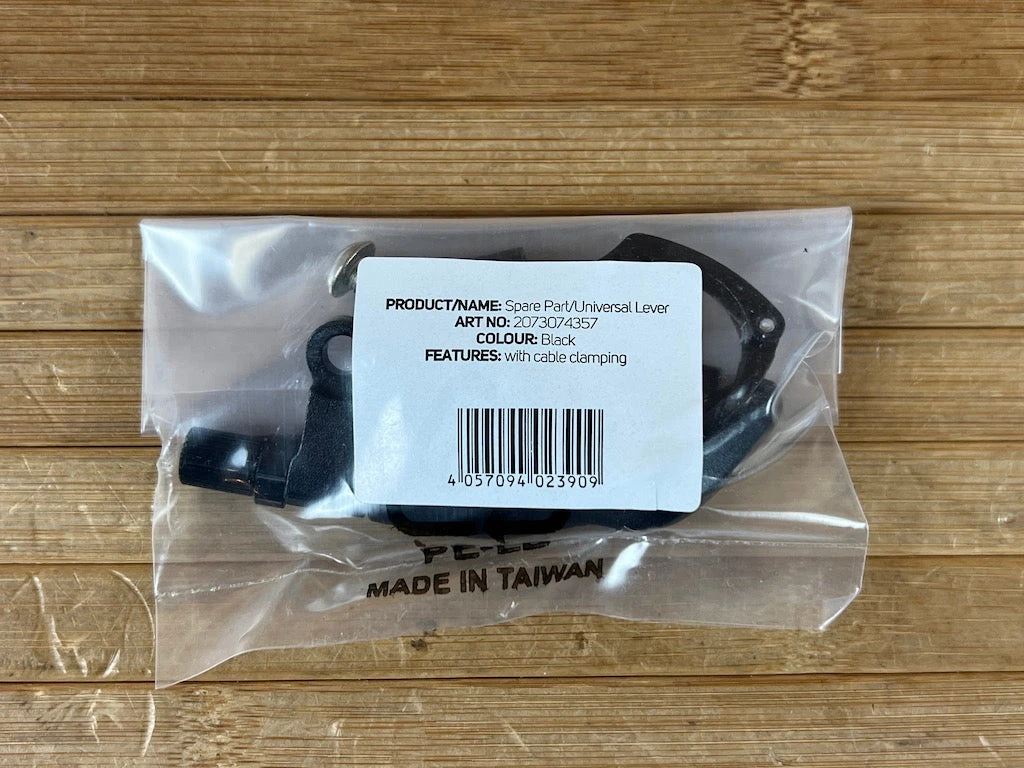 PRODUCT/NAME: Spare Part/Universal Lever
ART NO: 2073074357
COLOUR: Black
FEATURES: with cable clamping
4 057094 023909
MADE IN TAIWAN